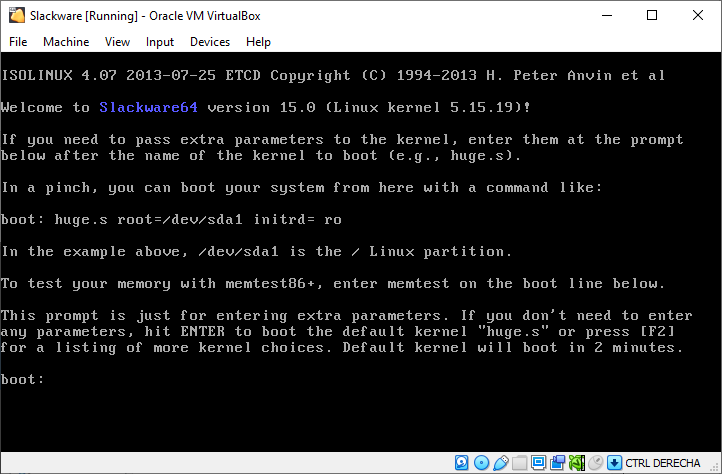 Slackware [Running] - Oracle VM VirtualBox
File Machine View Input Devices Help
ISOLINUX 4.07 2013-07-25 ETCD Copyright (C) 1994-2013 H. Peter Anvin et al
Welcome to Slackware64 version 15.0 (Linux kernel 5.15.19)!
If you need to pass extra parameters to the kernel, enter them at the prompt
below after the name of the kernel to boot (e.g., huge.s).
In a pinch, you can boot your system from here with a command like:
boot: huge.s root=/dev/sda1 initrd= ro
In the example above, /dev/sda1 is the / Linux partition.
To test your memory with memtest86+, enter memtest on the boot line below.
This prompt is just for entering extra parameters. If you don't need to enter
any parameters, hit ENTER to boot the default kernel "huge.s" or press [F2]
for a listing of more kernel choices. Default kernel will boot in 2 minutes.
boot:
CTRL DERECHA